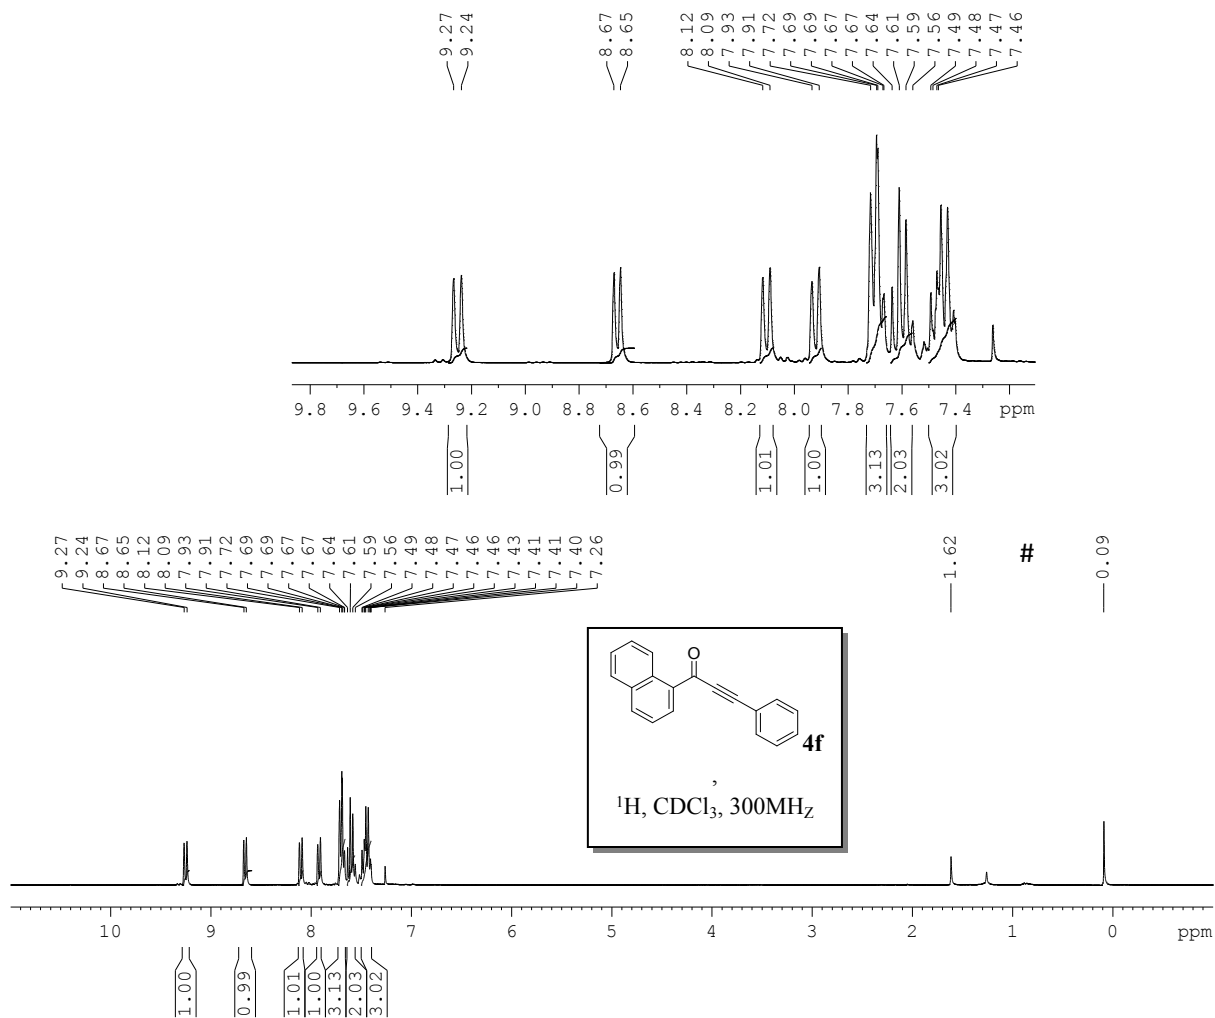 9.27 9.24 8.67 8.65 8.12 8.09 7.93 7.91 7.72 7.69 7.69 7.67 7.67 7.64 7.61 7.59 7.56 7.49 7.48 7.47 7.46
9.8 9.6 9.4 9.2 9.0 8.8 8.6 8.4 8.2 8.0 7.8 7.6 7.4 ppm
1.00 0.99 1.01 1.00 3.13 2.03 3.02
9.27 9.24 8.67 8.65 8.12 8.09 7.93 7.91 7.72 7.69 7.69 7.67 7.67 7.64 7.61 7.59 7.56 7.49 7.48 7.47 7.46 7.46 7.43 7.41 7.41 7.40 7.26 1.62 # 0.09
O
4f
,
¹H, CDCl₃, 300MHZ
10 9 8 7 6 5 4 3 2 1 0 ppm
1.00 0.99 1.01 1.00 3.13 2.03 3.02